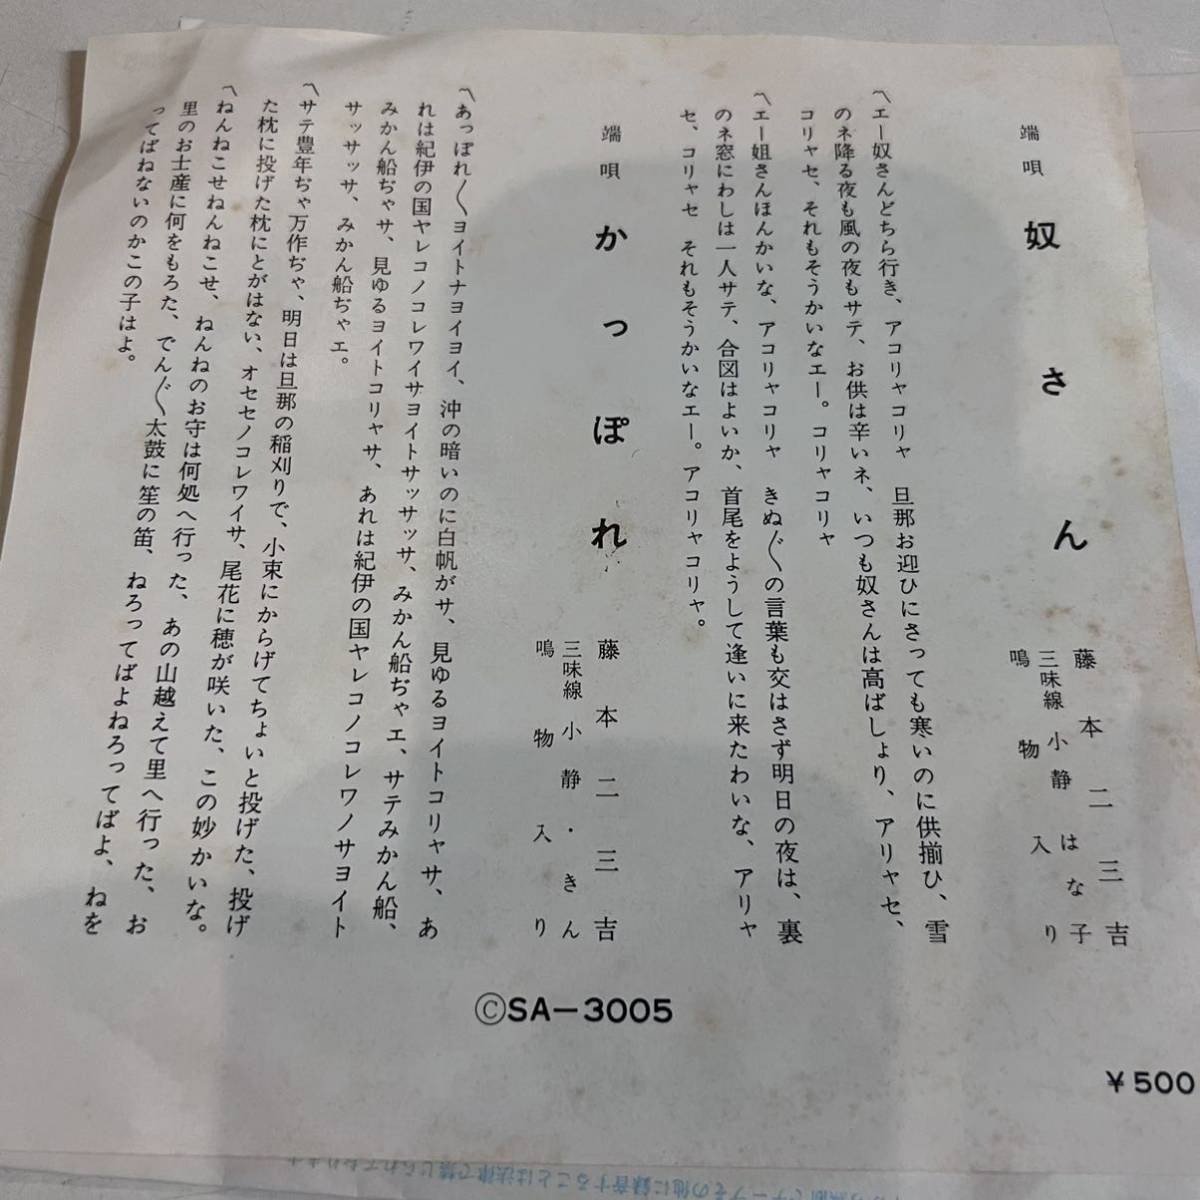 端唄 奴さん
藤本二三吉
三味線 小静 はな子
鳴物入り
〽エー奴さんどちら行き、アコリャコリャ 旦那お迎ひにさっても寒いのに供揃ひ、雪
のネ降る夜も風の夜もサテ、お供は辛いネ、いつも奴さんは高ばしょり、アリャセ、
コリャセ、それもそうかいなエー。コリャコリャ
〽エー姐さんほんかいな、アコリャコリャ きぬ〴〵の言葉も交はさず明日の夜は、裏
のネ窓にわしは一人サテ、合図はよいか、首尾をようして逢いに来たわいな、アリャ
セ、コリャセ それもそうかいなエー。アコリャコリャ。
端唄 かっぽれ
藤本二三吉
三味線 小静・きん
鳴物入り
〽あっぽれ〱ヨイトナヨイヨイ、沖の暗いのに白帆がサ、見ゆるヨイトコリャサ、あ
れは紀伊の国ヤレコノコレワイサヨイトサッサッサ、みかん船ぢゃエ、サテみかん船、
みかん船ぢゃサ、見ゆるヨイトコリャサ、あれは紀伊の国ヤレコノコレワノサヨイト
サッサッサ、みかん船ぢゃエ。
〽サテ豊年ぢゃ万作ぢゃ、明日は旦那の稲刈りで、小束にからげてちょいと投げた、投げ
た枕に投げた枕にとがはない、オセセノコレワイサ、尾花に穂が咲いた、この妙かいな。
〽ねんねこせねんねこせ、ねんねのお守は何処へ行った、あの山越えて里へ行った、お
里のお土産に何をもろた、でん〴〵太鼓に笙の笛、ねろってばよねろってばよ、ねを
ってばねないのかこの子はよ。
ⒸSA－3005
￥500